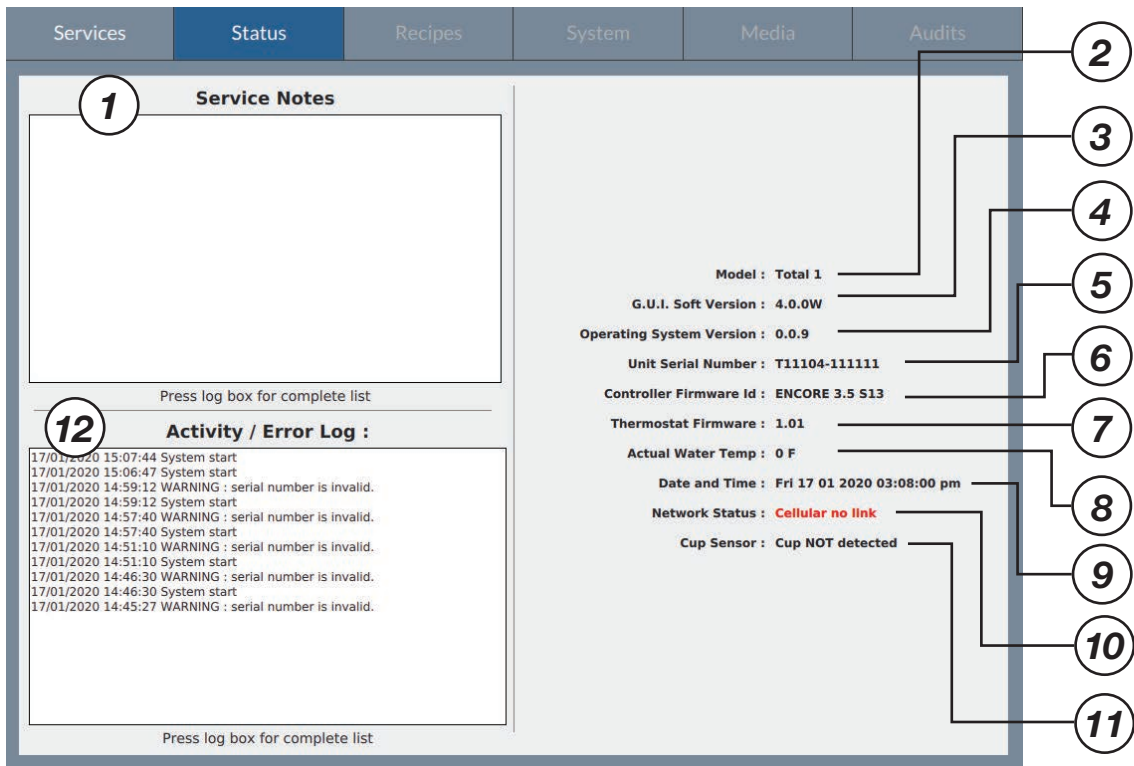 Services Status Recipes System Media Audits
1
Service Notes
Press log box for complete list
12
Activity / Error Log :
17/01/2020 15:07:44 System start
17/01/2020 15:06:47 System start
17/01/2020 14:59:12 WARNING : serial number is invalid.
17/01/2020 14:59:12 System start
17/01/2020 14:57:40 WARNING : serial number is invalid.
17/01/2020 14:57:40 System start
17/01/2020 14:51:10 WARNING : serial number is invalid.
17/01/2020 14:51:10 System start
17/01/2020 14:46:30 WARNING : serial number is invalid.
17/01/2020 14:46:30 System start
17/01/2020 14:45:27 WARNING : serial number is invalid.
Press log box for complete list
Model : Total 1
G.U.I. Soft Version : 4.0.0W
Operating System Version : 0.0.9
Unit Serial Number : T11104-111111
Controller Firmware Id : ENCORE 3.5 S13
Thermostat Firmware : 1.01
Actual Water Temp : 0 F
Date and Time : Fri 17 01 2020 03:08:00 pm
Network Status : Cellular no link
Cup Sensor : Cup NOT detected
2
3
4
5
6
7
8
9
10
11